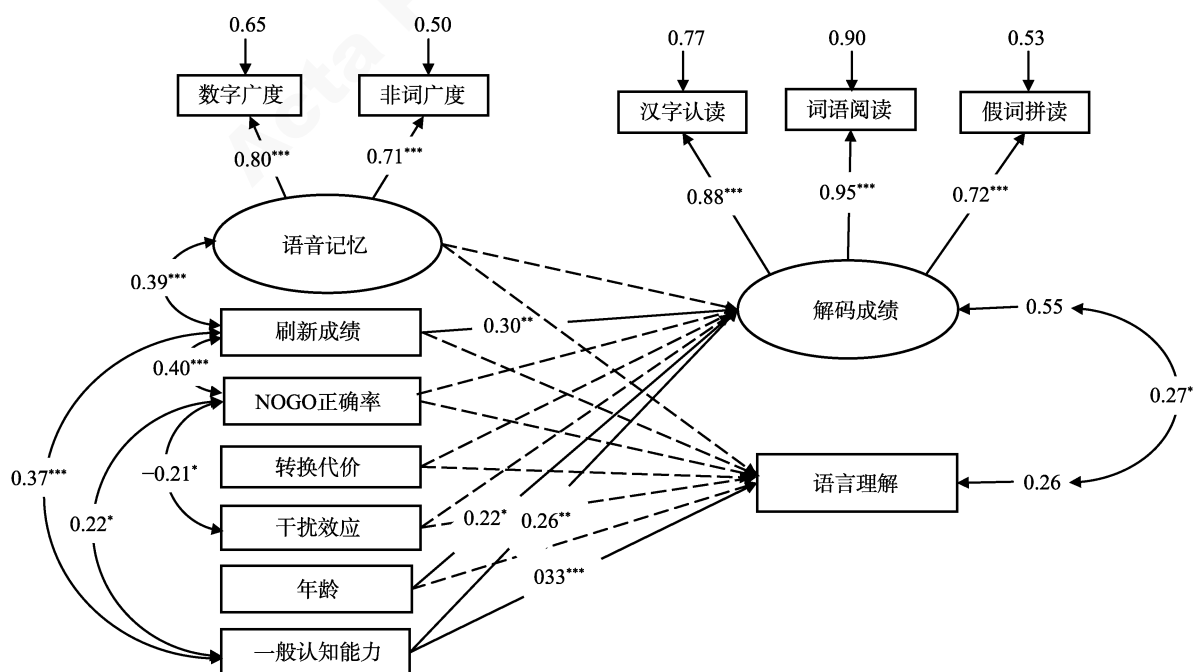 0.65
0.50
0.77
0.90
0.53
数字广度
非词广度
汉字认读
词语阅读
假词拼读
0.80***
0.71***
0.88***
0.95***
0.72***
语音记忆
0.39***
解码成绩
0.55
刷新成绩
0.30**
0.40***
NOGO正确率
0.27*
转换代价
−0.21*
0.37***
语言理解
0.26
0.22*
干扰效应
0.22*
0.26**
年龄
033***
一般认知能力
Acta